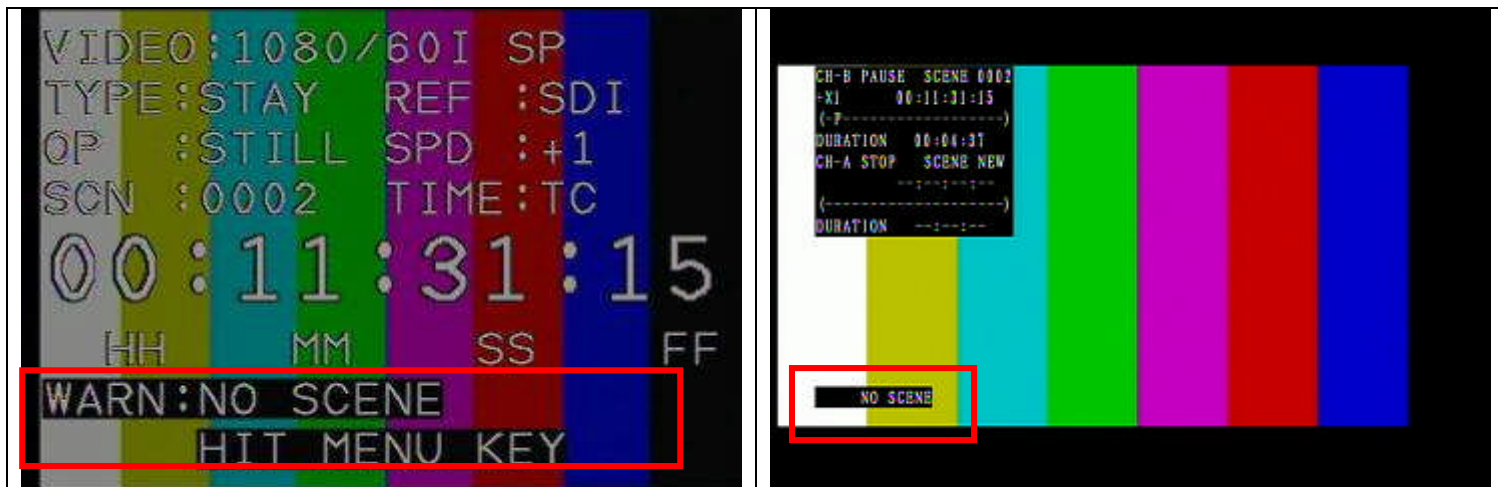 VIDEO:1080/60I SP
TYPE:STAY REF :SDI
OP :STILL SPD :+1
SCN :0002 TIME:TC
00:11:31:15
HH MM SS FF
WARN:NO SCENE
HIT MENU KEY
CH-B PAUSE SCENE 0002
-X1 00:11:31:15
(-P-------------------)
DURATION 00:04:37
CH-A STOP SCENE NEW
--:--:--:--
(---------------------)
DURATION --:--:--
NO SCENE